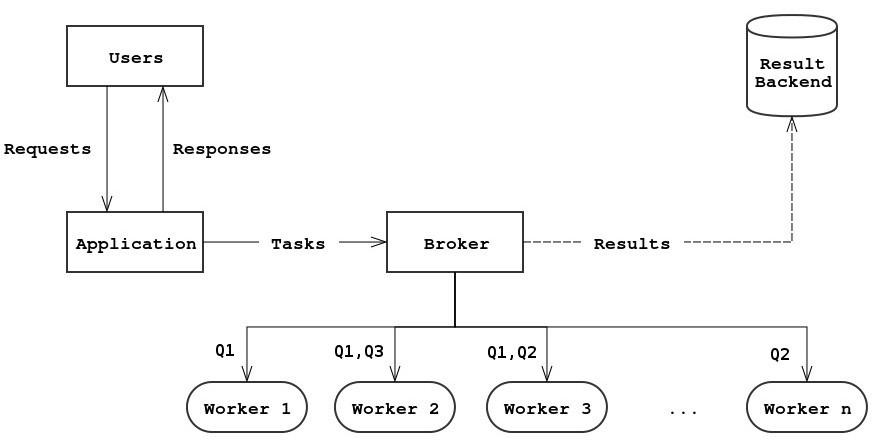 Users
Result
Backend
Requests
Responses
Application
Tasks
Broker
Results
Q1
Q1,Q3
Q1,Q2
Q2
Worker 1
Worker 2
Worker 3
...
Worker n